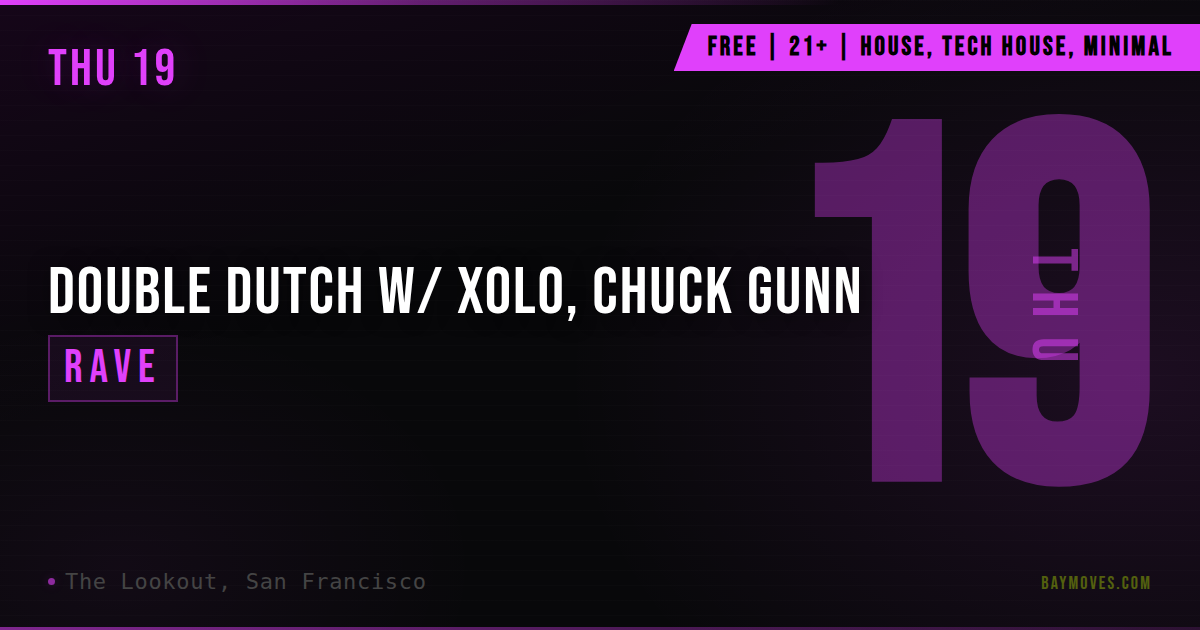 THU 19
FREE | 21+ | HOUSE, TECH HOUSE, MINIMAL
19
THU
DOUBLE DUTCH W/ XOLO, CHUCK GUNN
RAVE
The Lookout, San Francisco
BAYMOVES.COM